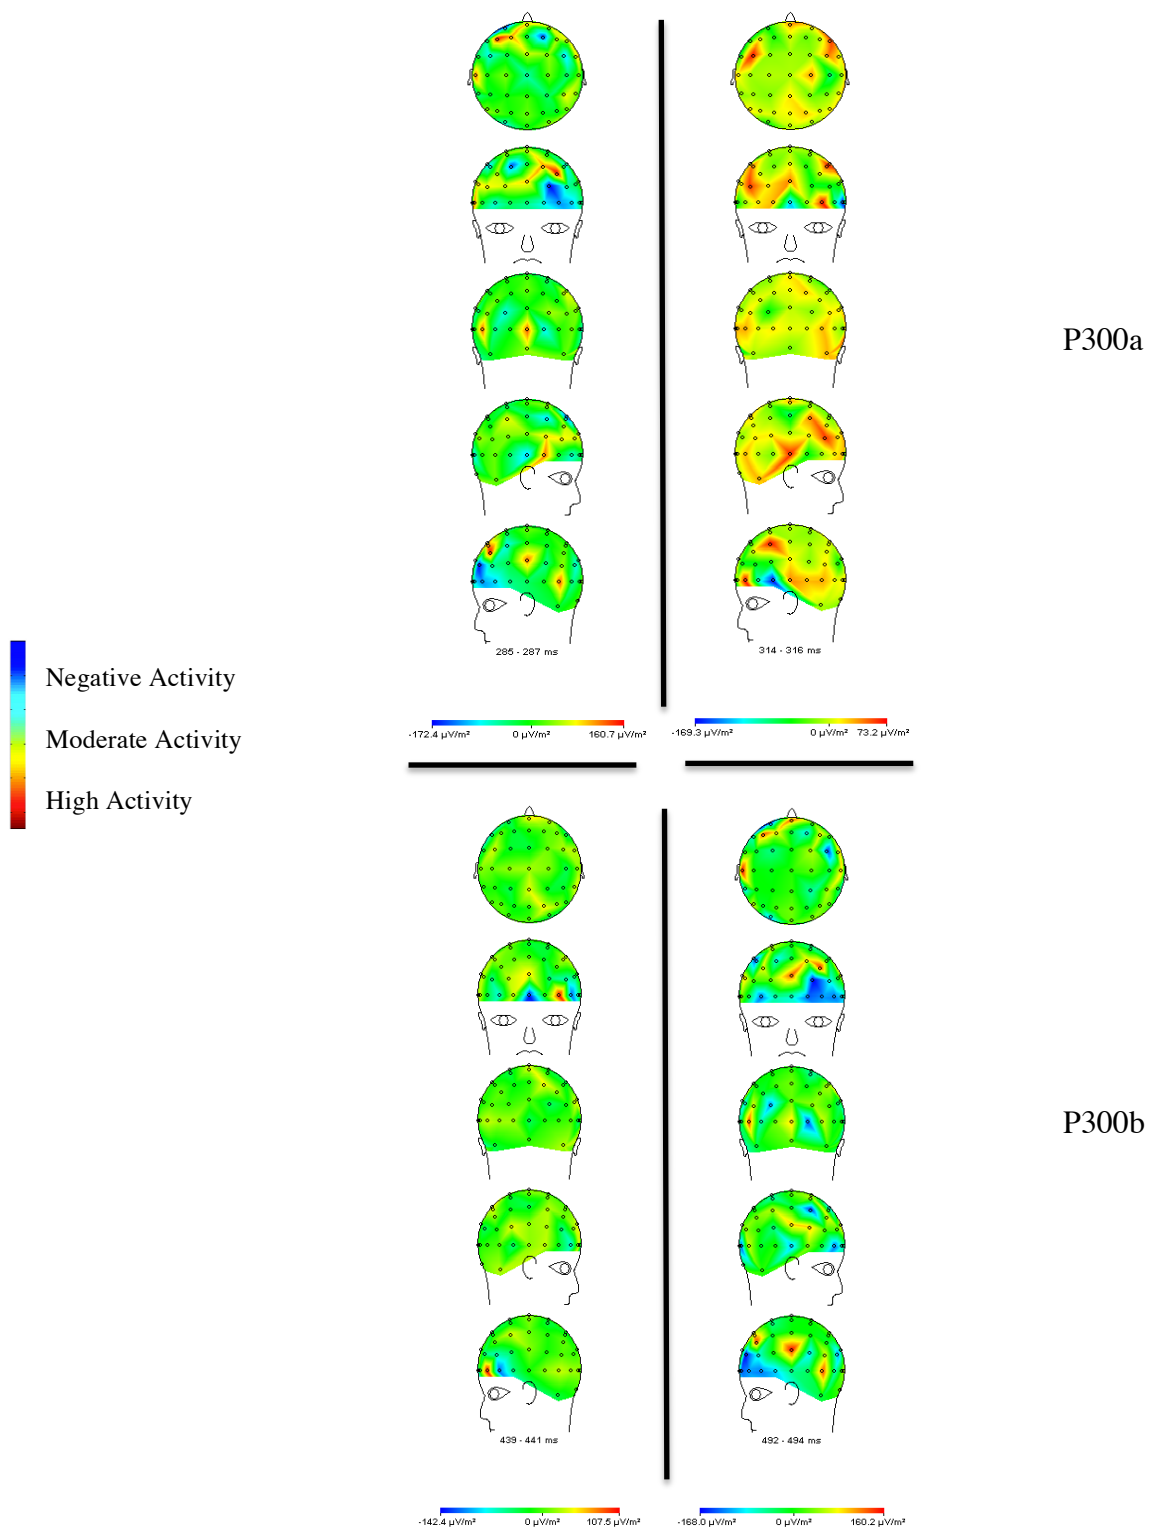 P300a
285 - 287 ms
314 - 316 ms
Negative Activity
Moderate Activity
High Activity
-172.4 µV/m² 0 µV/m² 160.7 µV/m²
-169.3 µV/m² 0 µV/m² 73.2 µV/m²
P300b
439 - 441 ms
492 - 494 ms
-142.4 µV/m² 0 µV/m² 107.5 µV/m²
-168.0 µV/m² 0 µV/m² 160.2 µV/m²